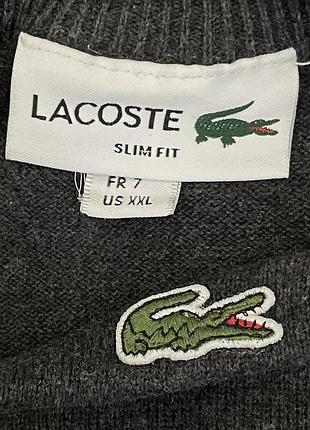 LACOSTE
SLIM FIT
FR 7
US XXL